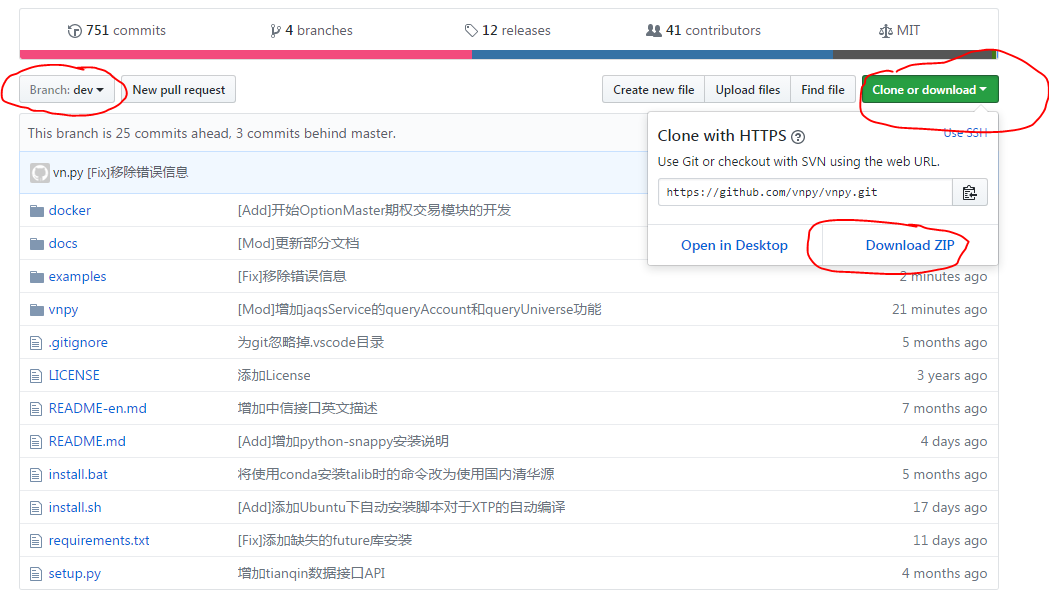 751 commits 4 branches 12 releases 41 contributors MIT
Branch: dev New pull request Create new file Upload files Find file Clone or download
This branch is 25 commits ahead, 3 commits behind master.
Clone with HTTPS ? Use SSH
Use Git or checkout with SVN using the web URL.
https://github.com/vnpy/vnpy.git
Open in Desktop Download ZIP
vn.py [Fix]移除错误信息
docker [Add]开始OptionMaster期权交易模块的开发
docs [Mod]更新部分文档
examples [Fix]移除错误信息 2 minutes ago
vnpy [Mod]增加jaqsService的queryAccount和queryUniverse功能 21 minutes ago
.gitignore 为git忽略掉.vscode目录 5 months ago
LICENSE 添加License 3 years ago
README-en.md 增加中信接口英文描述 7 months ago
README.md [Add]增加python-snappy安装说明 4 days ago
install.bat 将使用conda安装talib时的命令改为使用国内清华源 5 months ago
install.sh [Add]添加Ubuntu下自动安装脚本对于XTP的自动编译 17 days ago
requirements.txt [Fix]添加缺失的future库安装 11 days ago
setup.py 增加tianqin数据接口API 4 months ago